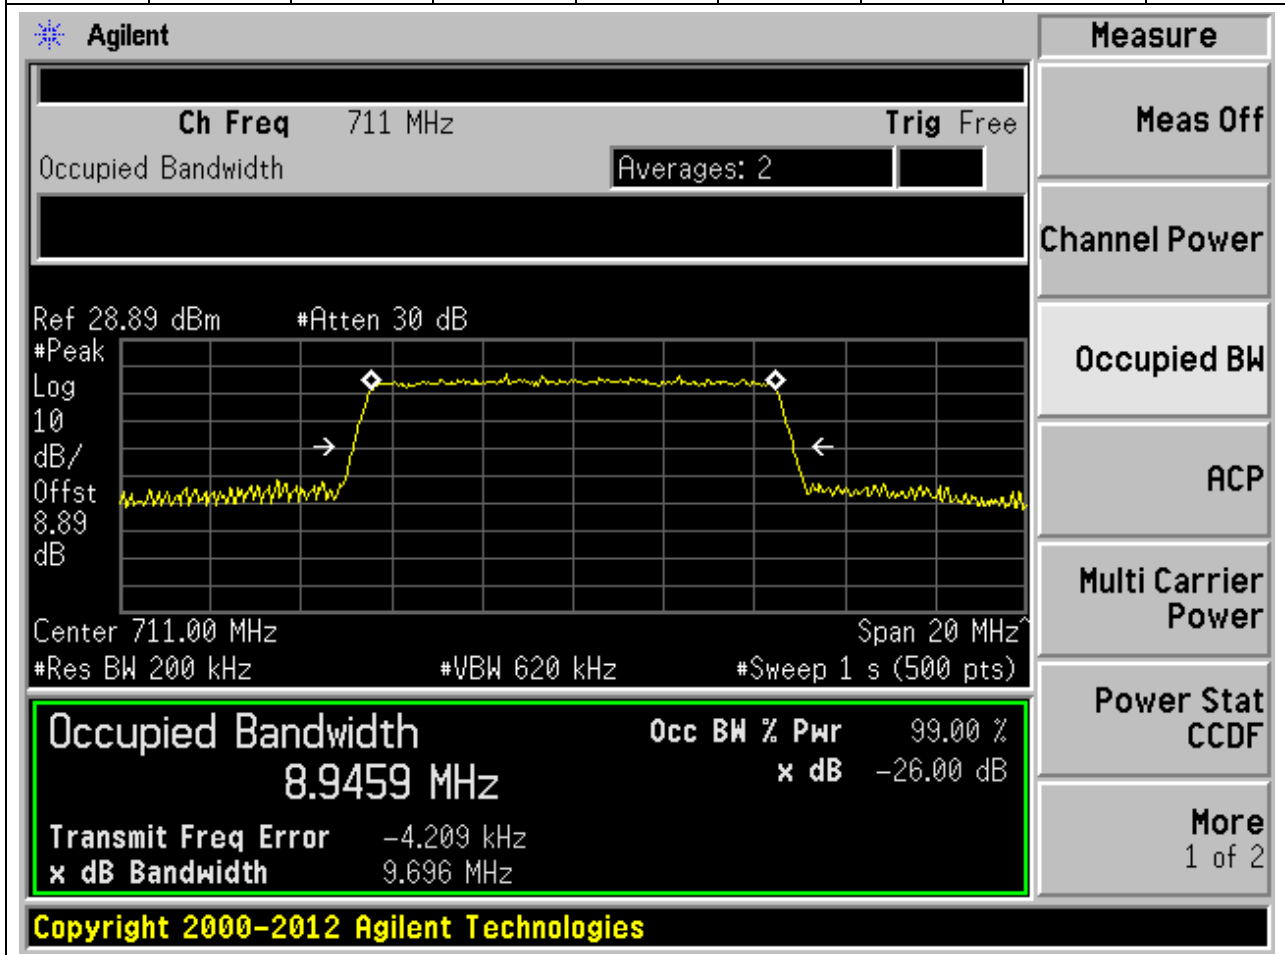 Agilent
Measure
Ch Freq 711 MHz Trig Free
Occupied Bandwidth Averages: 2
Meas Off
Channel Power
Occupied BW
ACP
Multi Carrier
Power
Power Stat
CCDF
More
1 of 2
Ref 28.89 dBm #Atten 30 dB
#Peak
Log
10
dB/
Offst
8.89
dB
Center 711.00 MHz Span 20 MHz^
#Res BW 200 kHz #VBW 620 kHz #Sweep 1 s (500 pts)
Occupied Bandwidth Occ BW % Pwr 99.00 %
8.9459 MHz x dB -26.00 dB
Transmit Freq Error -4.209 kHz
x dB Bandwidth 9.696 MHz
Copyright 2000-2012 Agilent Technologies